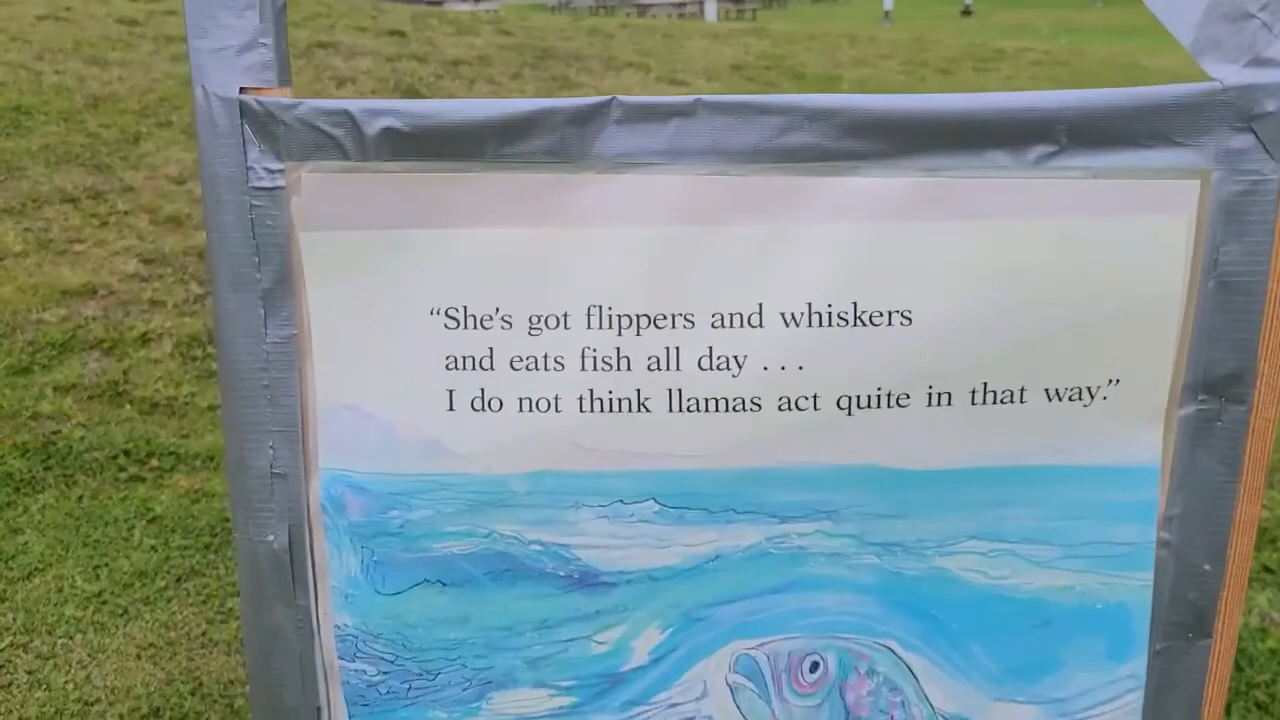 “She’s got flippers and whiskers
and eats fish all day . . .
I do not think llamas act quite in that way.”